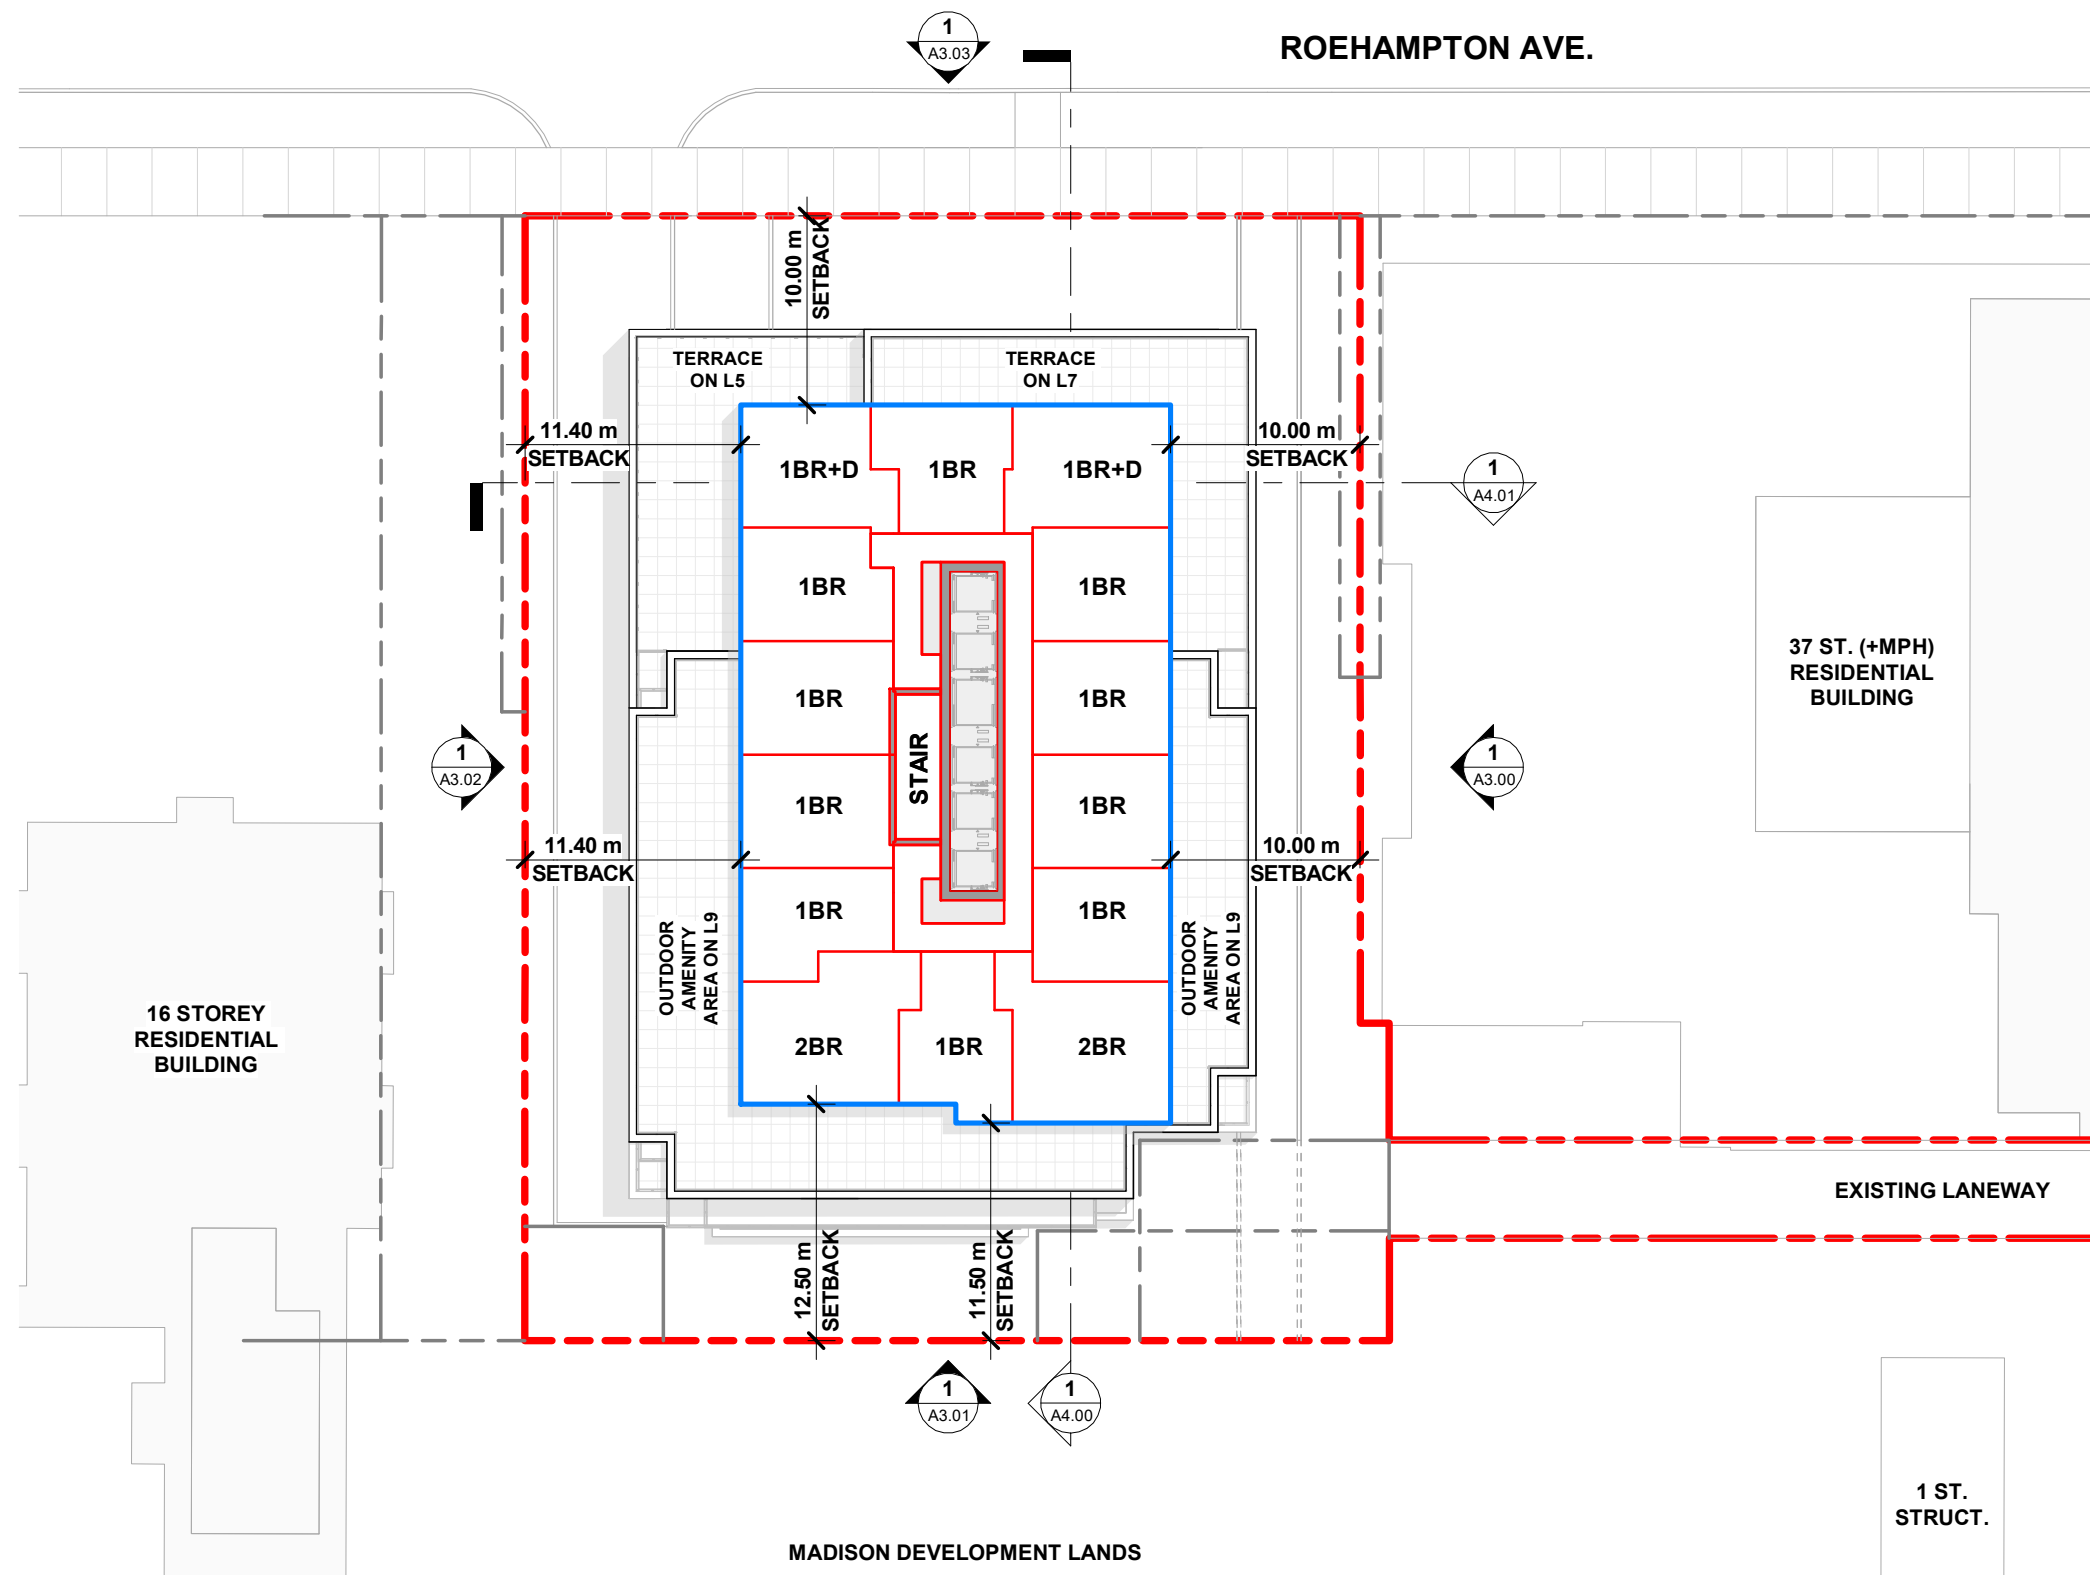 1
A3.03
ROEHAMPTON AVE.
10.00 m
SETBACK
TERRACE
ON L5
TERRACE
ON L7
11.40 m
SETBACK
10.00 m
SETBACK
1BR+D
1BR
1BR+D
1
A4.01
1BR
1BR
37 ST. (+MPH)
RESIDENTIAL
BUILDING
1BR
1BR
STAIR
1
A3.02
1
A3.00
1BR
1BR
11.40 m
SETBACK
10.00 m
SETBACK
1BR
1BR
OUTDOOR
AMENITY
AREA ON L9
OUTDOOR
AMENITY
AREA ON L9
16 STOREY
RESIDENTIAL
BUILDING
2BR
1BR
2BR
EXISTING LANEWAY
12.50 m
SETBACK
11.50 m
SETBACK
1
A3.01
1
A4.00
1 ST.
STRUCT.
MADISON DEVELOPMENT LANDS